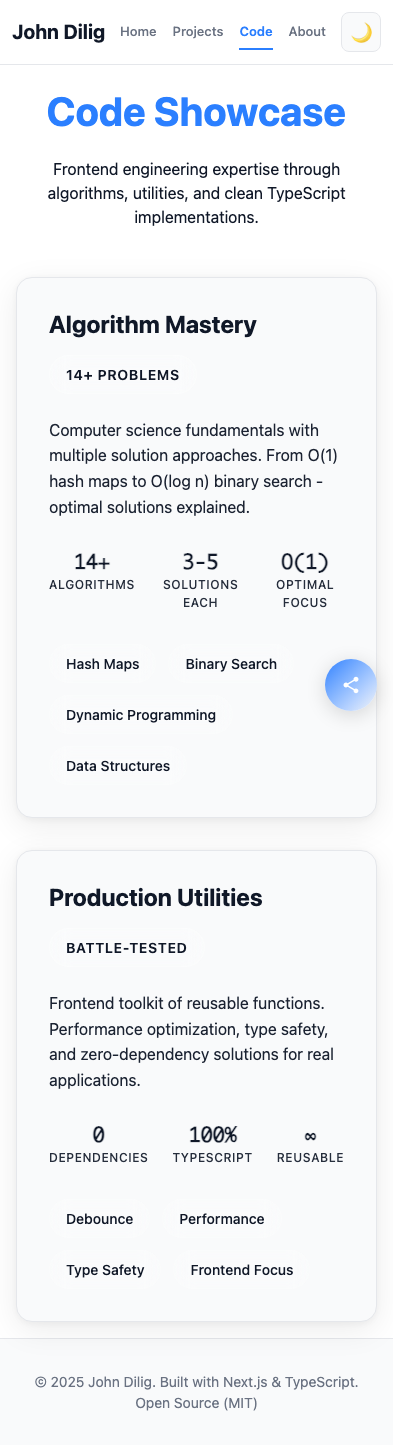 John Dilig Home Projects Code About
Code Showcase
Frontend engineering expertise through
algorithms, utilities, and clean TypeScript
implementations.
Algorithm Mastery
14+ PROBLEMS
Computer science fundamentals with
multiple solution approaches. From O(1)
hash maps to O(log n) binary search -
optimal solutions explained.
14+ 3-5 O(1)
ALGORITHMS SOLUTIONS EACH OPTIMAL FOCUS
Hash Maps Binary Search
Dynamic Programming
Data Structures
Production Utilities
BATTLE-TESTED
Frontend toolkit of reusable functions.
Performance optimization, type safety,
and zero-dependency solutions for real
applications.
0 100% ∞
DEPENDENCIES TYPESCRIPT REUSABLE
Debounce Performance
Type Safety Frontend Focus
© 2025 John Dilig. Built with Next.js & TypeScript.
Open Source (MIT)